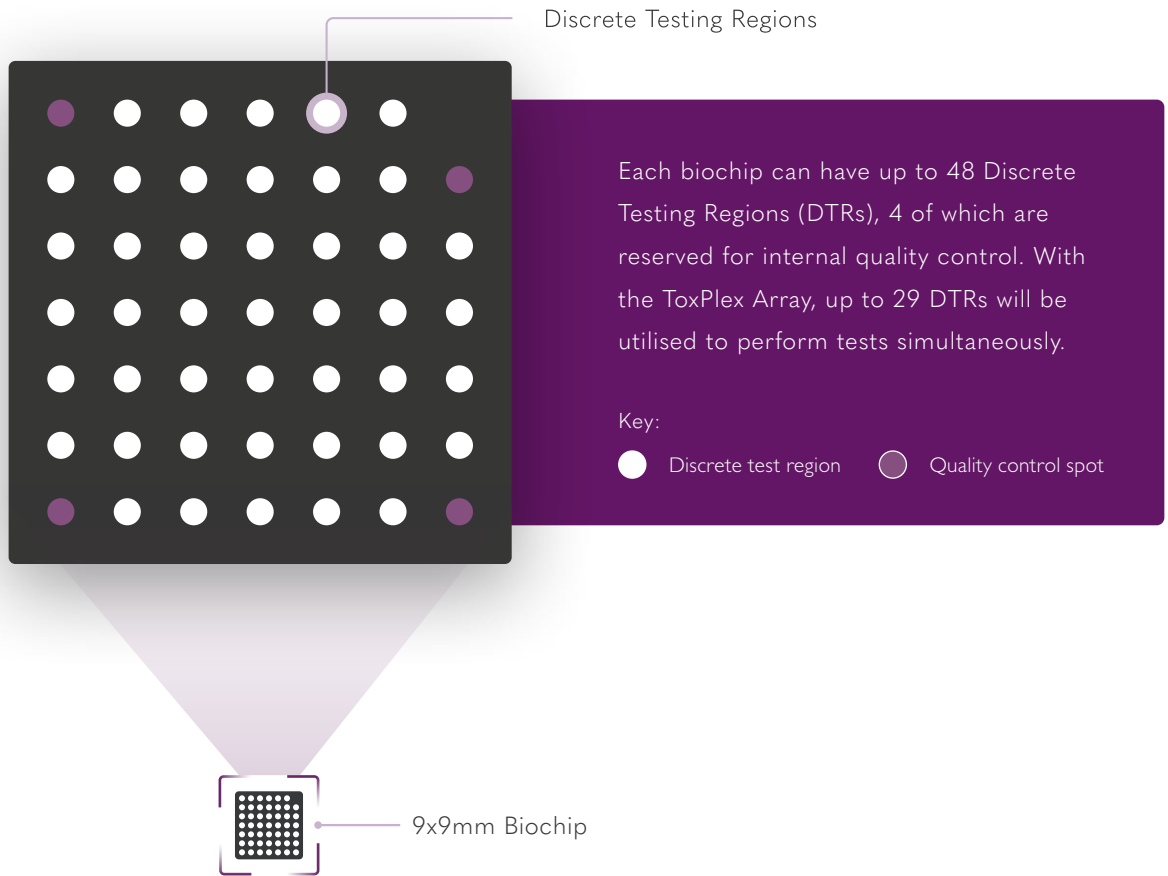 Discrete Testing Regions
Each biochip can have up to 48 Discrete
Testing Regions (DTRs), 4 of which are
reserved for internal quality control. With
the ToxPlex Array, up to 29 DTRs will be
utilised to perform tests simultaneously.
Key:
Discrete test region
Quality control spot
9x9mm Biochip